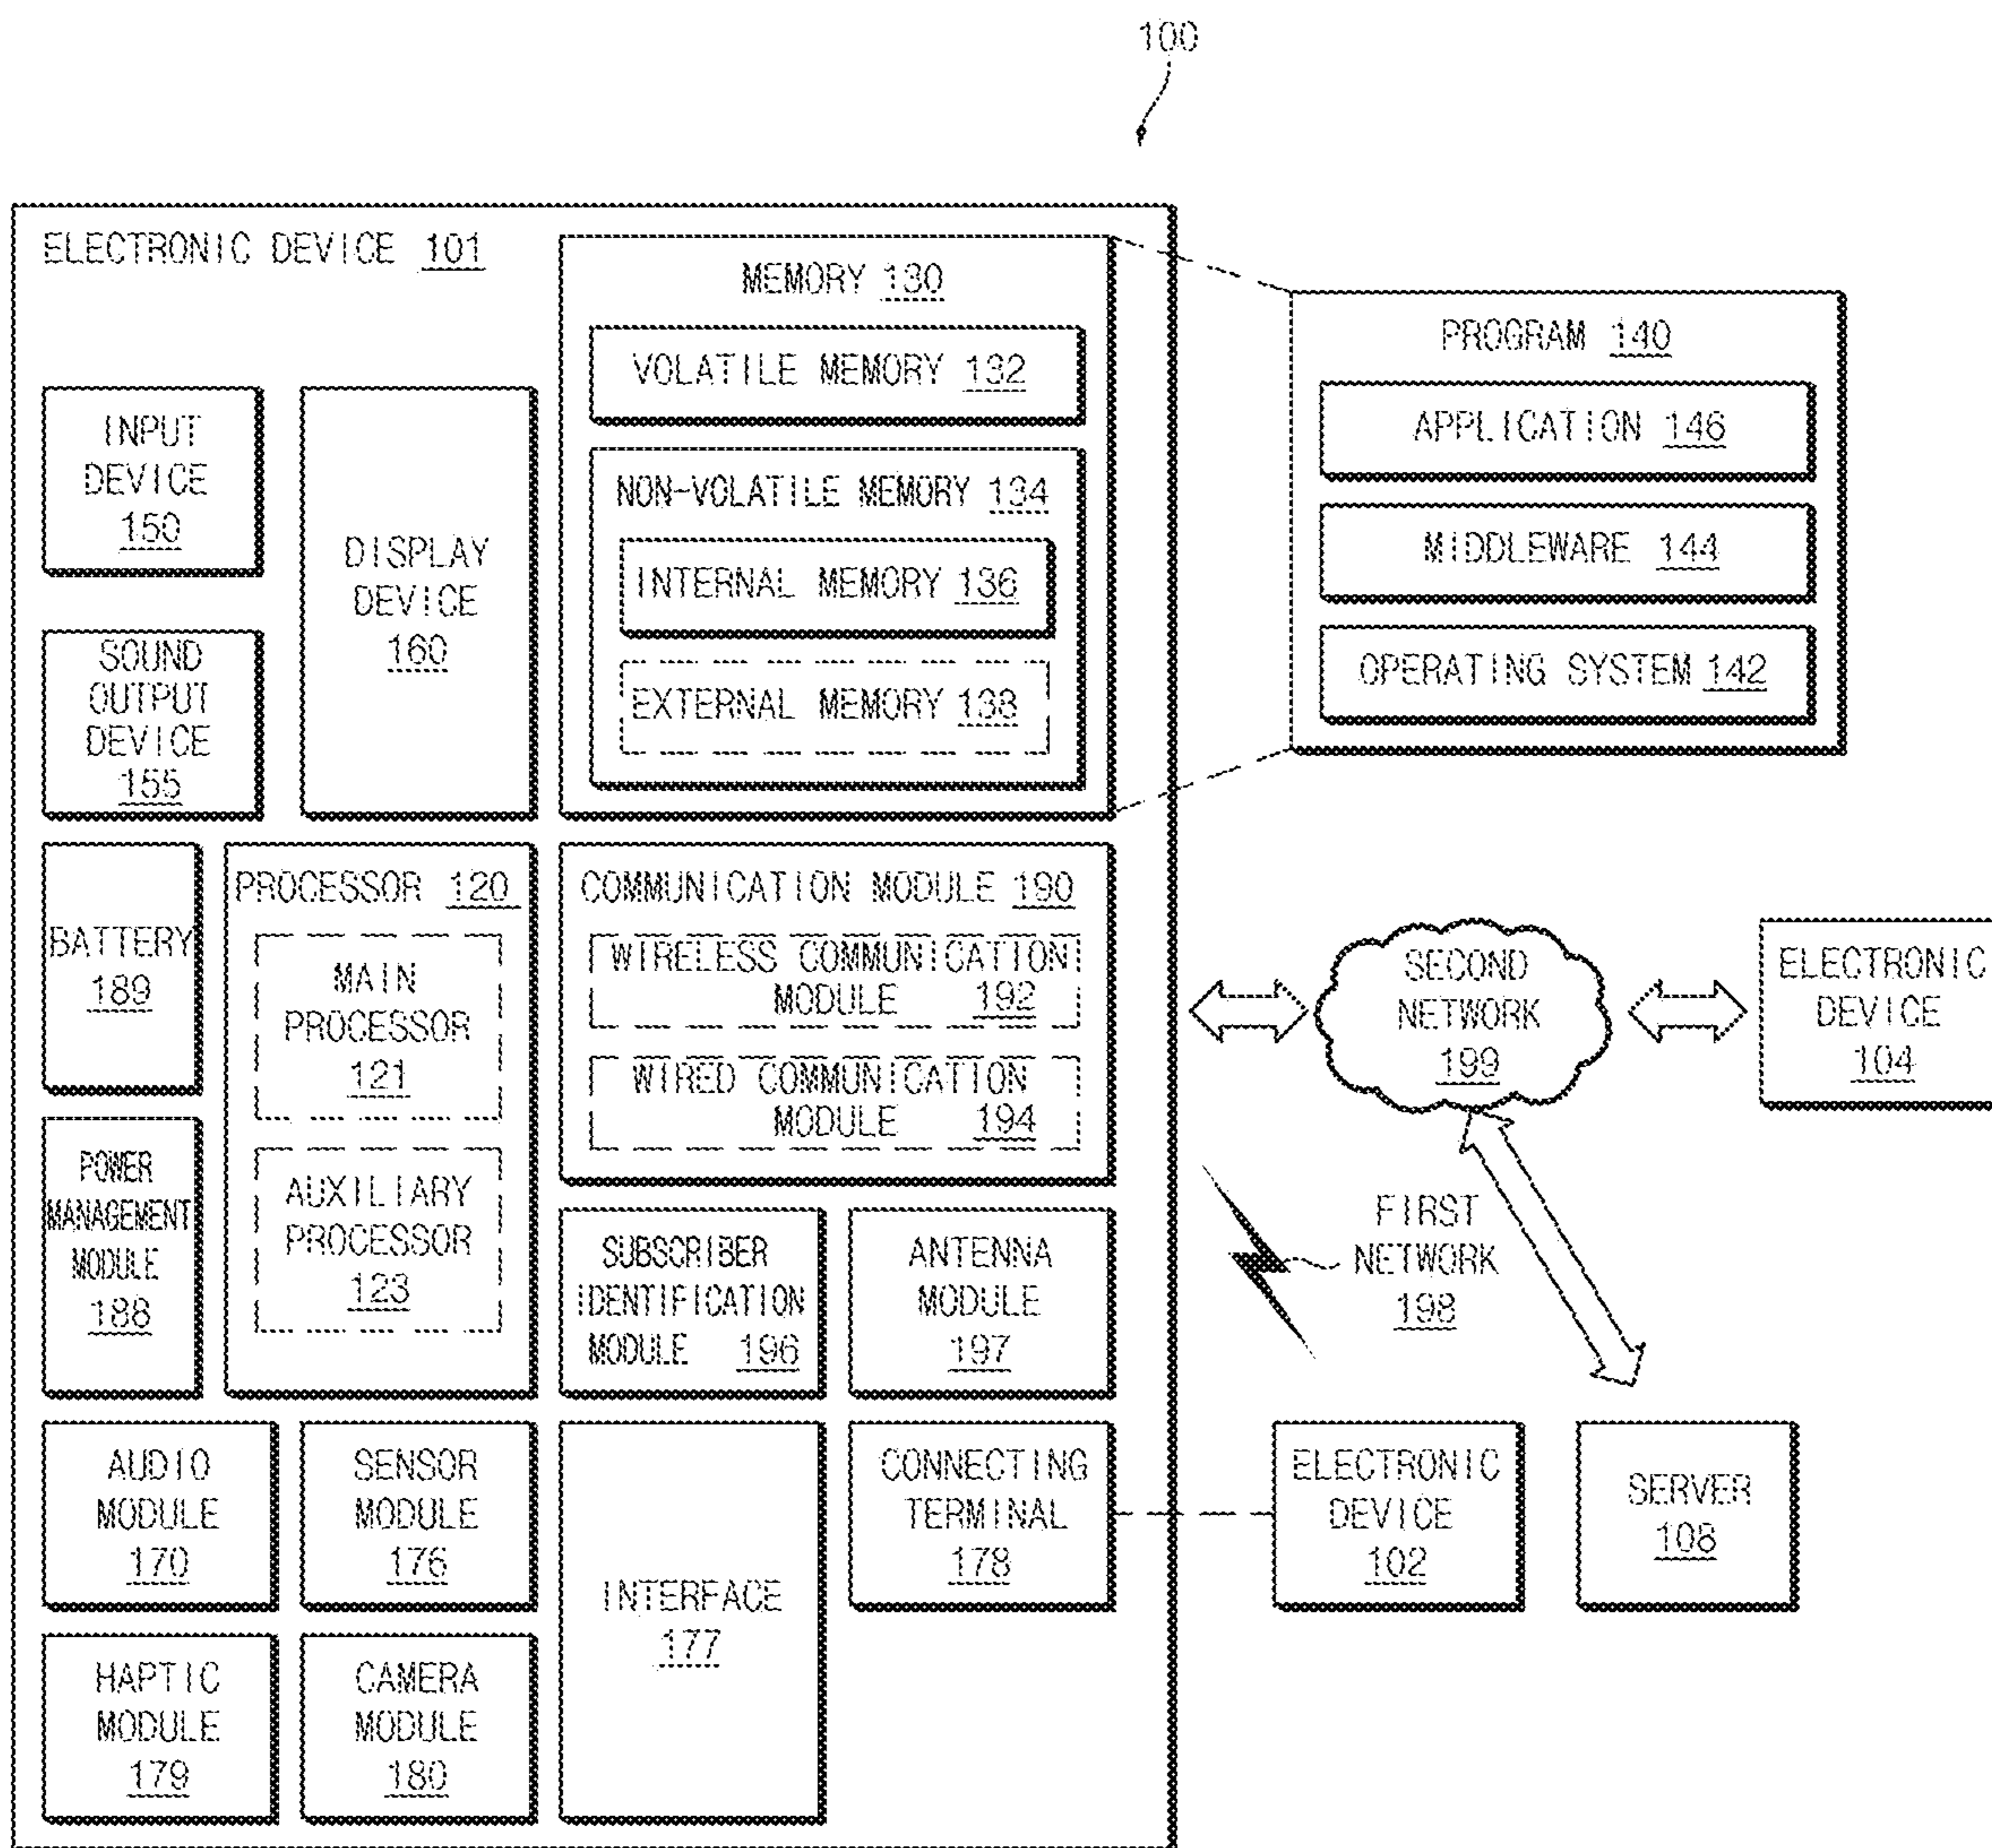 100
ELECTRONIC DEVICE 101
MEMORY 130
VOLATILE MEMORY 132
NON-VOLATILE MEMORY 134
INTERNAL MEMORY 136
EXTERNAL MEMORY 138
PROGRAM 140
APPLICATION 146
MIDDLEWARE 144
OPERATING SYSTEM 142
INPUT
DEVICE
150
DISPLAY
DEVICE
160
SOUND
OUTPUT
DEVICE
155
BATTERY
189
PROCESSOR 120
MAIN
PROCESSOR
121
AUXILIARY
PROCESSOR
123
COMMUNICATION MODULE 190
WIRELESS COMMUNICATION
MODULE 192
WIRED COMMUNICATION
MODULE 194
SECOND
NETWORK
199
ELECTRONIC
DEVICE
104
POWER
MANAGEMENT
MODULE
188
SUBSCRIBER
IDENTIFICATION
MODULE 196
ANTENNA
MODULE
197
FIRST
NETWORK
198
AUDIO
MODULE
170
SENSOR
MODULE
176
INTERFACE
177
CONNECTING
TERMINAL
178
ELECTRONIC
DEVICE
102
SERVER
108
HAPTIC
MODULE
179
CAMERA
MODULE
180